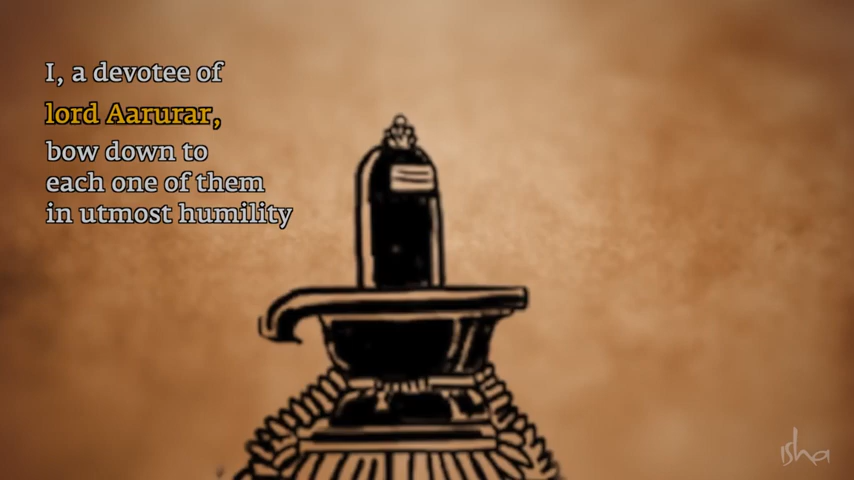 I, a devotee of
lord Aarurar,
bow down to
each one of them
in utmost humility
isha